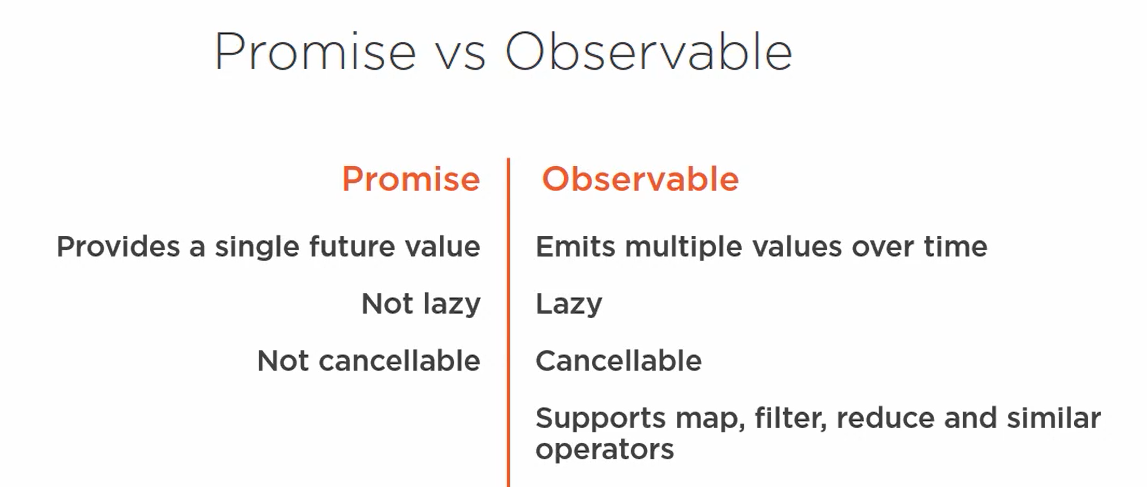 Promise vs Observable
Promise
Observable
Provides a single future value
Emits multiple values over time
Not lazy
Lazy
Not cancellable
Cancellable
Supports map, filter, reduce and similar
operators